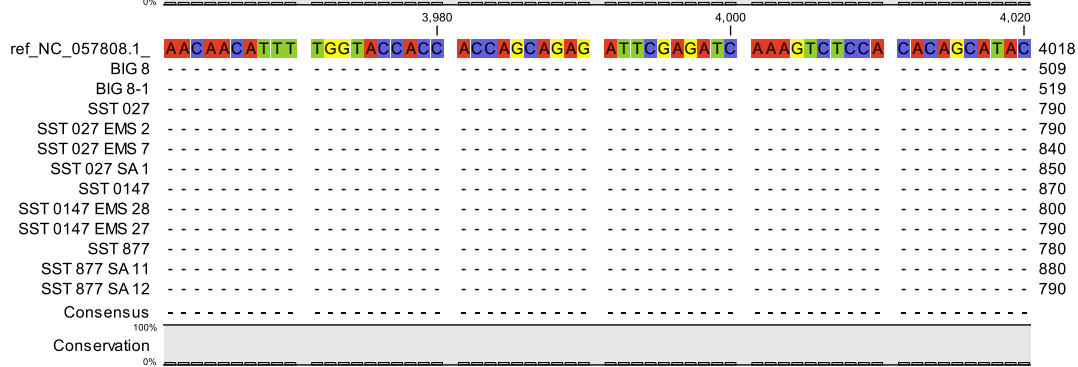 0%
3,980 4,000 4,020
ref_NC_057808.1_ AACAACATTT TGGTACCACC ACCAGCAGAG ATTCGAGATC AAAGTCTCCA CACAGCATAC 4018
BIG 8 - - - - - - - - - - - - - - - - - - - - - - - - - - - - - - - - - - - - - - - - - - - - - - - - - - - - - - - - - - - - 509
BIG 8-1 - - - - - - - - - - - - - - - - - - - - - - - - - - - - - - - - - - - - - - - - - - - - - - - - - - - - - - - - - - - - 519
SST 027 - - - - - - - - - - - - - - - - - - - - - - - - - - - - - - - - - - - - - - - - - - - - - - - - - - - - - - - - - - - - 790
SST 027 EMS 2 - - - - - - - - - - - - - - - - - - - - - - - - - - - - - - - - - - - - - - - - - - - - - - - - - - - - - - - - - - - - 790
SST 027 EMS 7 - - - - - - - - - - - - - - - - - - - - - - - - - - - - - - - - - - - - - - - - - - - - - - - - - - - - - - - - - - - - 840
SST 027 SA 1 - - - - - - - - - - - - - - - - - - - - - - - - - - - - - - - - - - - - - - - - - - - - - - - - - - - - - - - - - - - - 850
SST 0147 - - - - - - - - - - - - - - - - - - - - - - - - - - - - - - - - - - - - - - - - - - - - - - - - - - - - - - - - - - - - 870
SST 0147 EMS 28 - - - - - - - - - - - - - - - - - - - - - - - - - - - - - - - - - - - - - - - - - - - - - - - - - - - - - - - - - - - - 800
SST 0147 EMS 27 - - - - - - - - - - - - - - - - - - - - - - - - - - - - - - - - - - - - - - - - - - - - - - - - - - - - - - - - - - - - 790
SST 877 - - - - - - - - - - - - - - - - - - - - - - - - - - - - - - - - - - - - - - - - - - - - - - - - - - - - - - - - - - - - 780
SST 877 SA 11 - - - - - - - - - - - - - - - - - - - - - - - - - - - - - - - - - - - - - - - - - - - - - - - - - - - - - - - - - - - - 880
SST 877 SA 12 - - - - - - - - - - - - - - - - - - - - - - - - - - - - - - - - - - - - - - - - - - - - - - - - - - - - - - - - - - - - 790
Consensus - - - - - - - - - - - - - - - - - - - - - - - - - - - - - - - - - - - - - - - - - - - - - - - - - - - - - - - - - - - -
100%
Conservation
0%